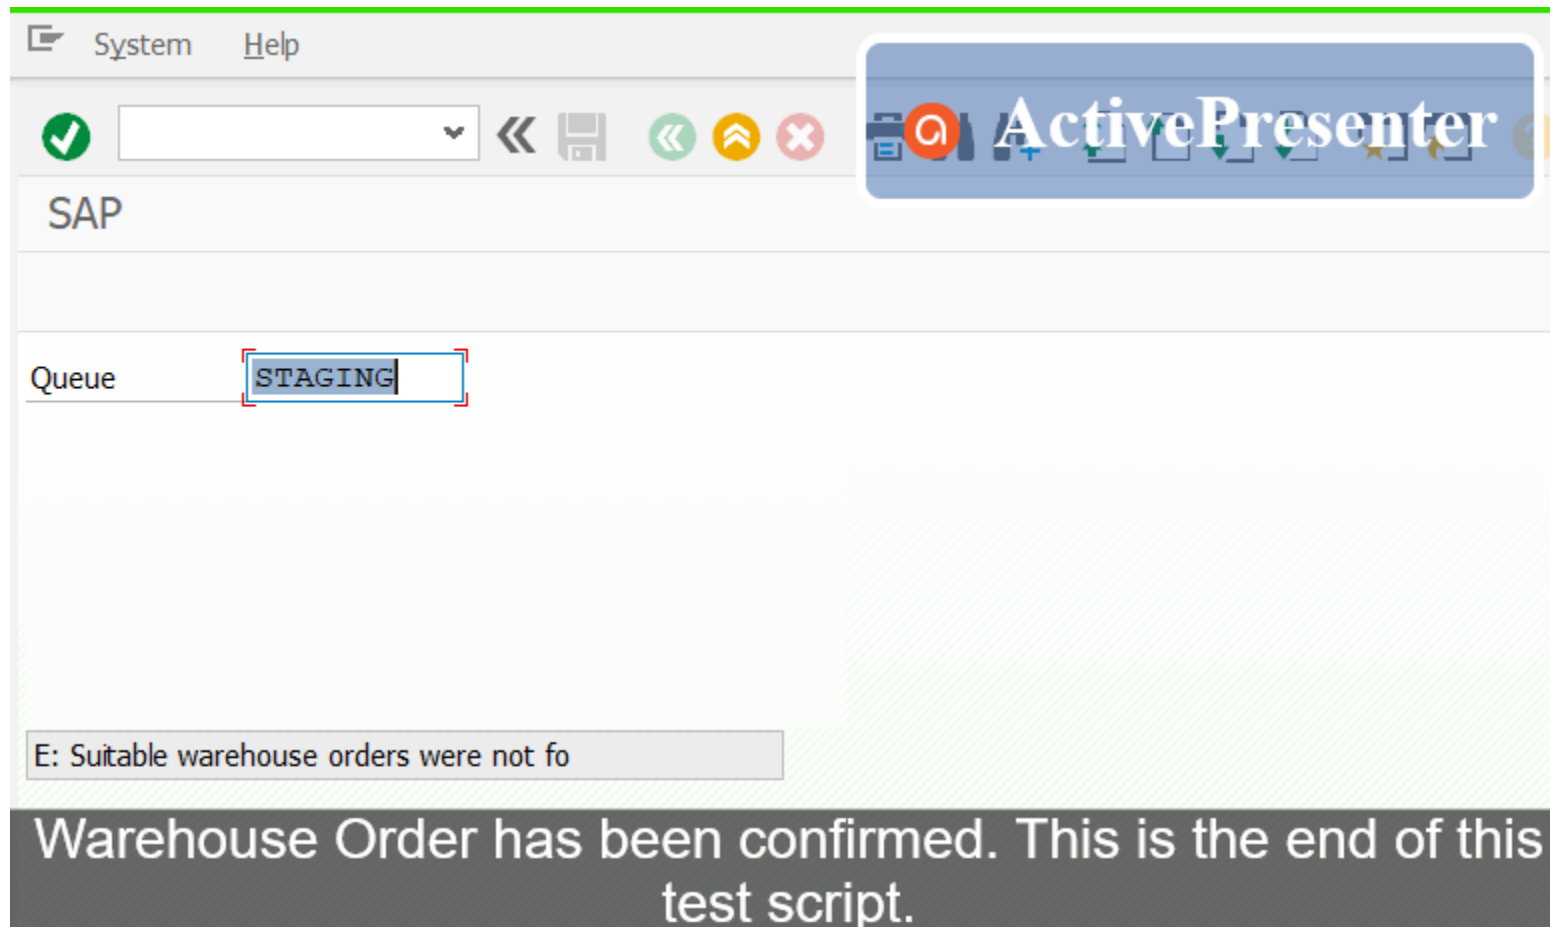 System Help
ActivePresenter
SAP
Queue STAGING
E: Suitable warehouse orders were not fo
Warehouse Order has been confirmed. This is the end of this
test script.